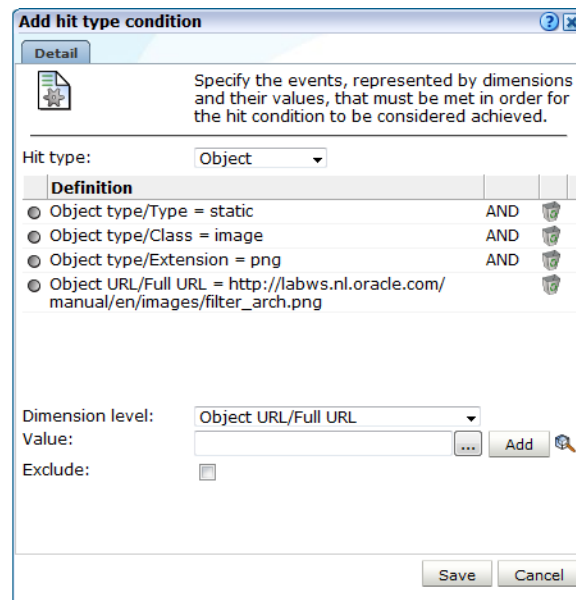 Add hit type condition
Detail
Specify the events, represented by dimensions
and their values, that must be met in order for
the hit condition to be considered achieved.
Hit type: Object
Definition
Object type/Type = static AND
Object type/Class = image AND
Object type/Extension = png AND
Object URL/Full URL = http://labws.nl.oracle.com/
manual/en/images/filter_arch.png
Dimension level: Object URL/Full URL
Value: ... Add
Exclude:
Save Cancel